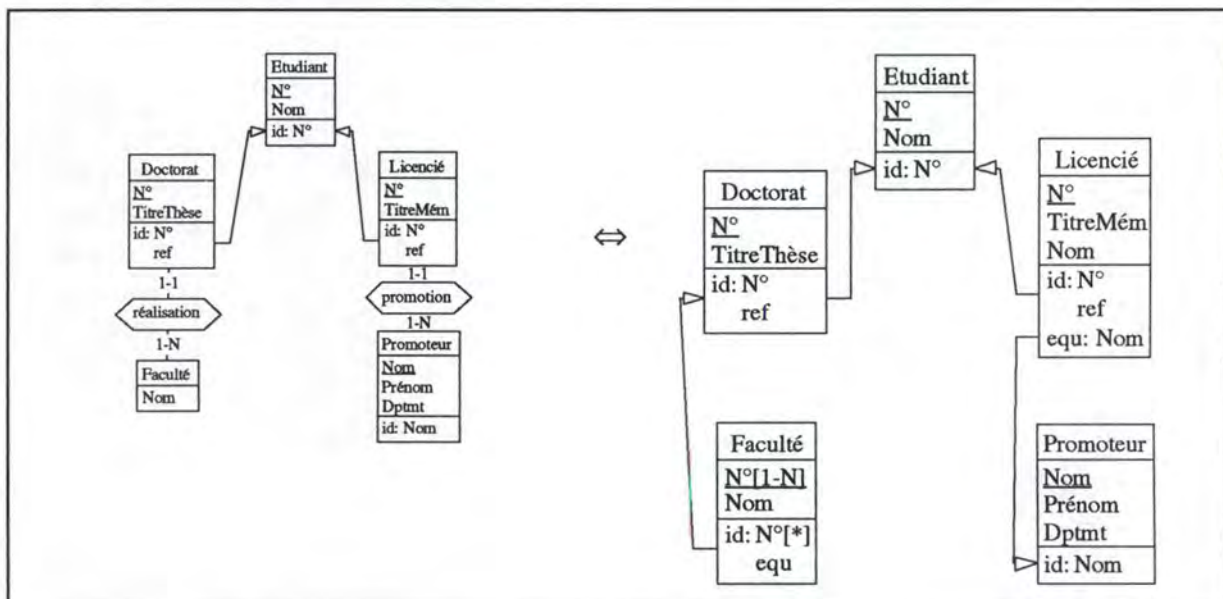 Etudiant
N°
Nom
id: N°
Doctorat
N°
TitreThèse
id: N°
ref
Licencié
N°
TitreMém
id: N°
ref
1-1
réalisation
1-N
Faculté
Nom
1-1
promotion
1-N
Promoteur
Nom
Prénom
Dptmt
id: Nom
⇔
Etudiant
N°
Nom
id: N°
Doctorat
N°
TitreThèse
id: N°
ref
Licencié
N°
TitreMém
Nom
id: N°
ref
equ: Nom
Faculté
N°[1-N]
Nom
id: N°[*]
equ
Promoteur
Nom
Prénom
Dptmt
id: Nom